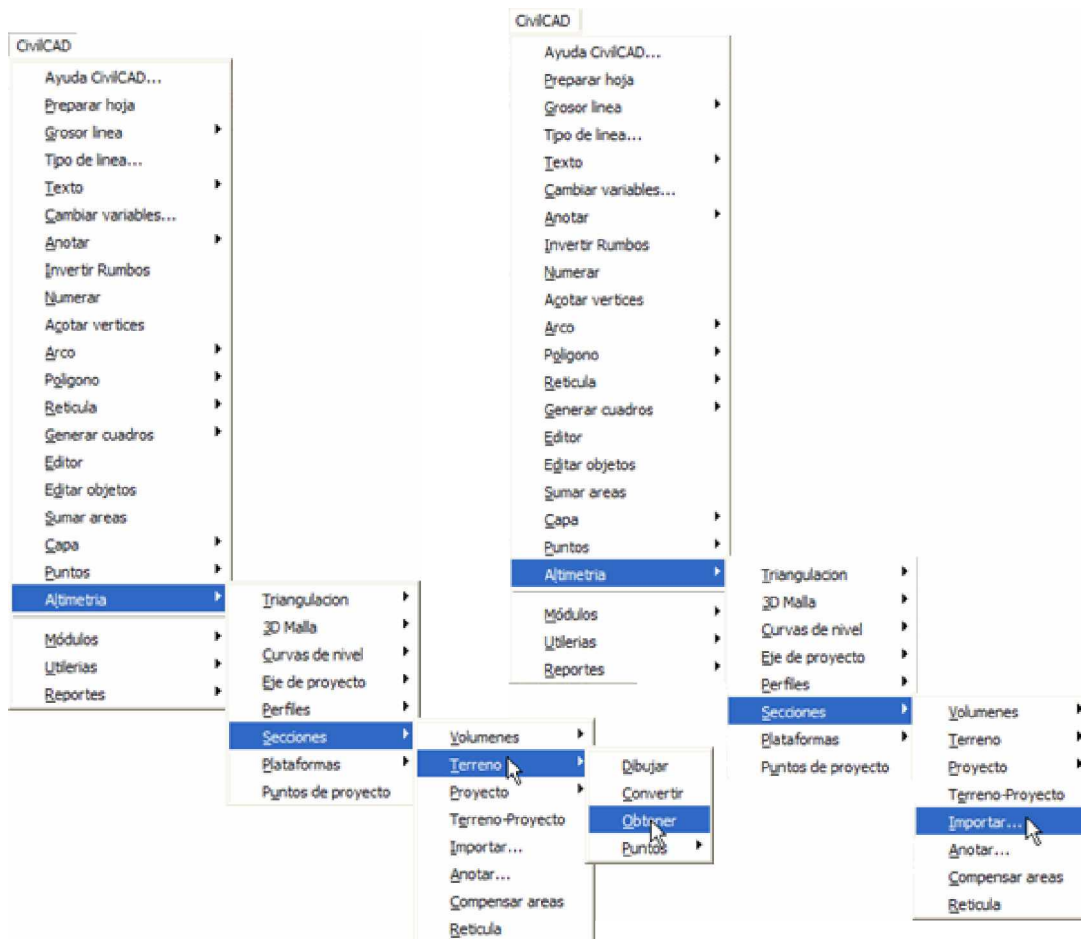 CivilCAD
Ayuda CivilCAD...
Preparar hoja
Grosor linea
Tipo de linea...
Texto
Cambiar variables...
Anotar
Invertir Rumbos
Numerar
Acotar vertices
Arco
Poligono
Reticula
Generar cuadros
Editor
Editar objetos
Sumar areas
Capa
Puntos
Altimetria
Módulos
Utilerias
Reportes
Triangulacion
3D Malla
Curvas de nivel
Eje de proyecto
Perfiles
Secciones
Plataformas
Puntos de proyecto
Volumenes
Terreno
Proyecto
Terreno-Proyecto
Importar...
Anotar...
Compensar areas
Reticula
Dibujar
Convertir
Obtener
Puntos
CivilCAD
Ayuda CivilCAD...
Preparar hoja
Grosor linea
Tipo de linea...
Texto
Cambiar variables...
Anotar
Invertir Rumbos
Numerar
Acotar vertices
Arco
Poligono
Reticula
Generar cuadros
Editor
Editar objetos
Sumar areas
Capa
Puntos
Altimetria
Módulos
Utilerias
Reportes
Triangulacion
3D Malla
Curvas de nivel
Eje de proyecto
Perfiles
Secciones
Plataformas
Puntos de proyecto
Volumenes
Terreno
Proyecto
Terreno-Proyecto
Importar...
Anotar...
Compensar areas
Reticula